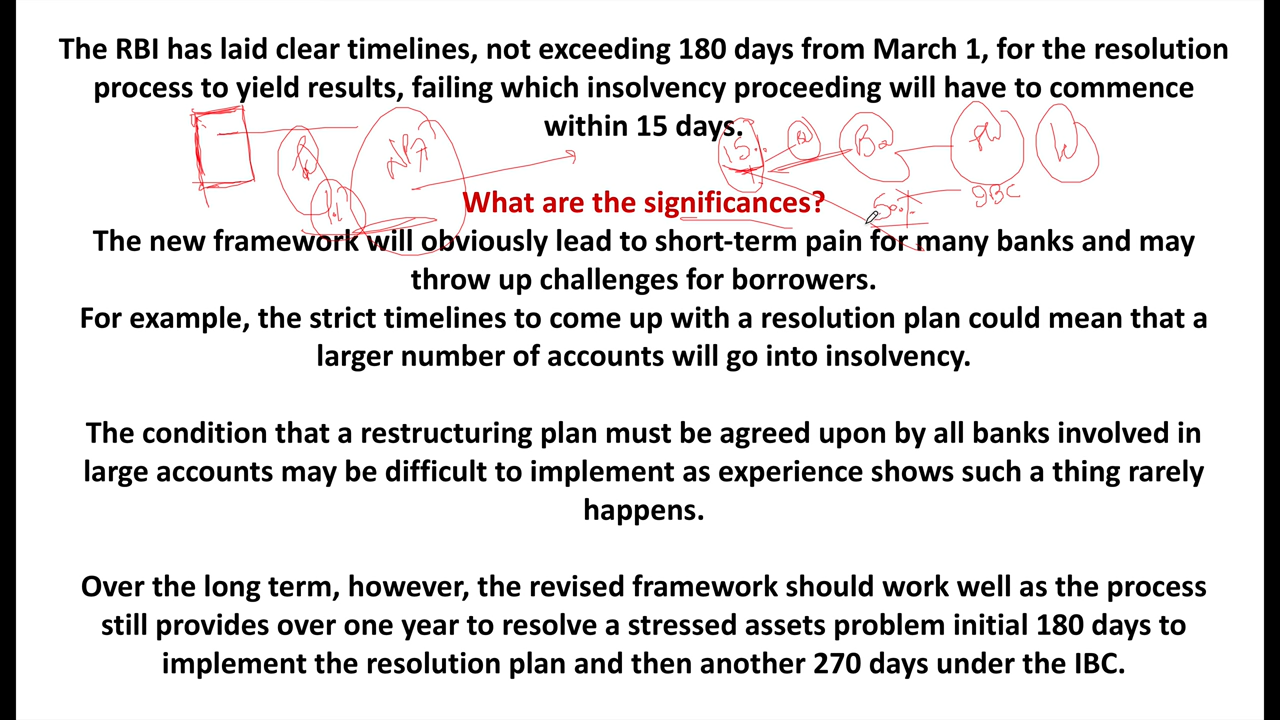 The RBI has laid clear timelines, not exceeding 180 days from March 1, for the resolution
process to yield results, failing which insolvency proceeding will have to commence
within 15 days.
NPA
What are the significances?
The new framework will obviously lead to short-term pain for many banks and may
throw up challenges for borrowers.
For example, the strict timelines to come up with a resolution plan could mean that a
larger number of accounts will go into insolvency.
The condition that a restructuring plan must be agreed upon by all banks involved in
large accounts may be difficult to implement as experience shows such a thing rarely
happens.
Over the long term, however, the revised framework should work well as the process
still provides over one year to resolve a stressed assets problem initial 180 days to
implement the resolution plan and then another 270 days under the IBC.